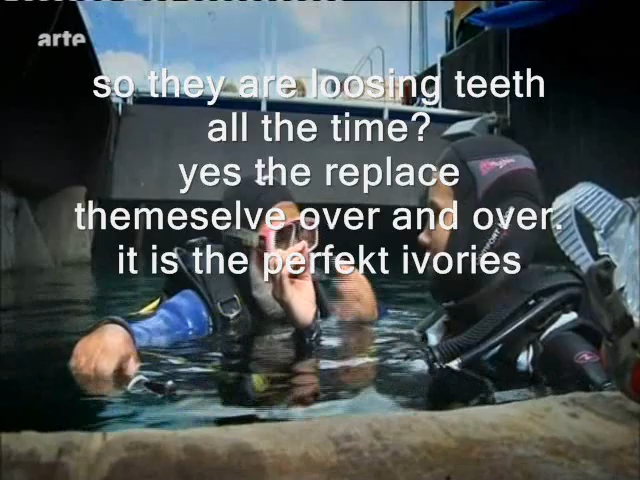 arte
so they are loosing teeth
all the time?
yes the replace
themeselve over and over.
it is the perfekt ivories